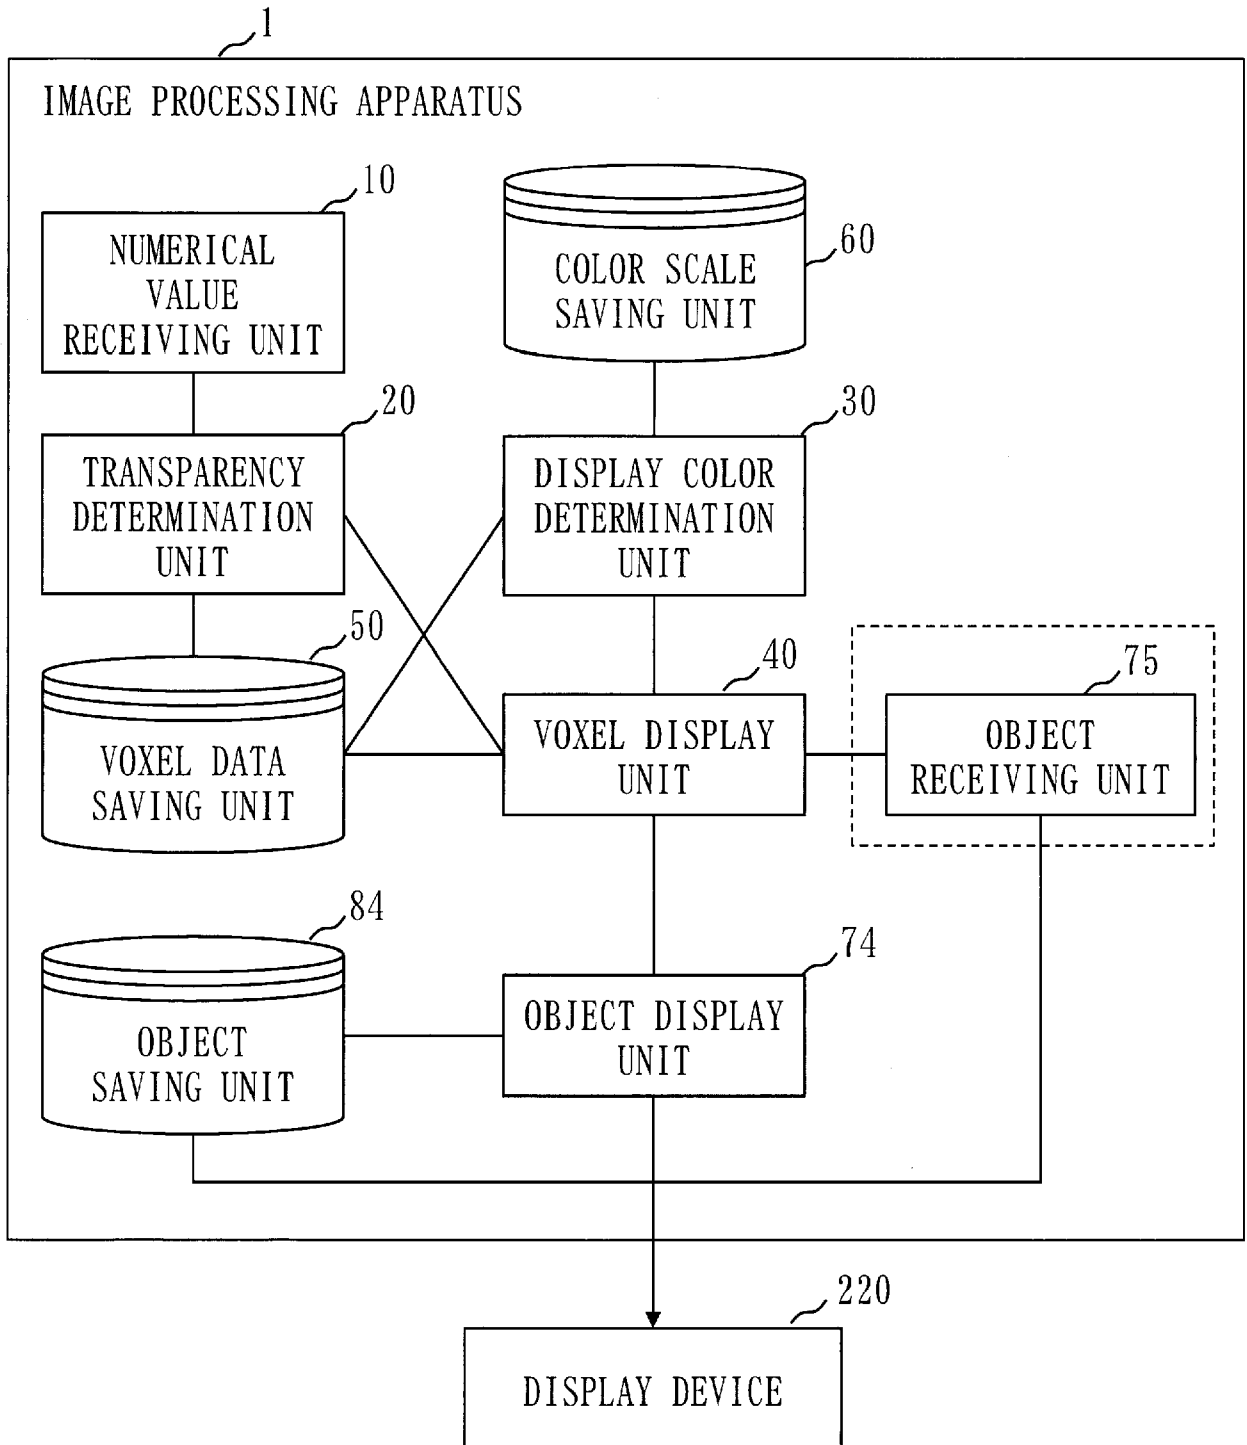 1
IMAGE PROCESSING APPARATUS
10
NUMERICAL
VALUE
RECEIVING UNIT
60
COLOR SCALE
SAVING UNIT
20
TRANSPARENCY
DETERMINATION
UNIT
30
DISPLAY COLOR
DETERMINATION
UNIT
50
VOXEL DATA
SAVING UNIT
40
VOXEL DISPLAY
UNIT
75
OBJECT
RECEIVING UNIT
84
OBJECT
SAVING UNIT
74
OBJECT DISPLAY
UNIT
220
DISPLAY DEVICE